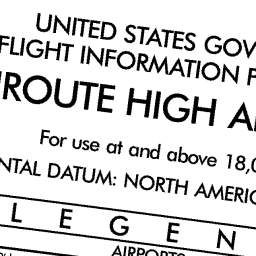 UNITED STATES GOV
FLIGHT INFORMATION P
ROUTE HIGH A
For use at and above 18,0
NTAL DATUM: NORTH AMERIC
LEGEN
AIRPORTS